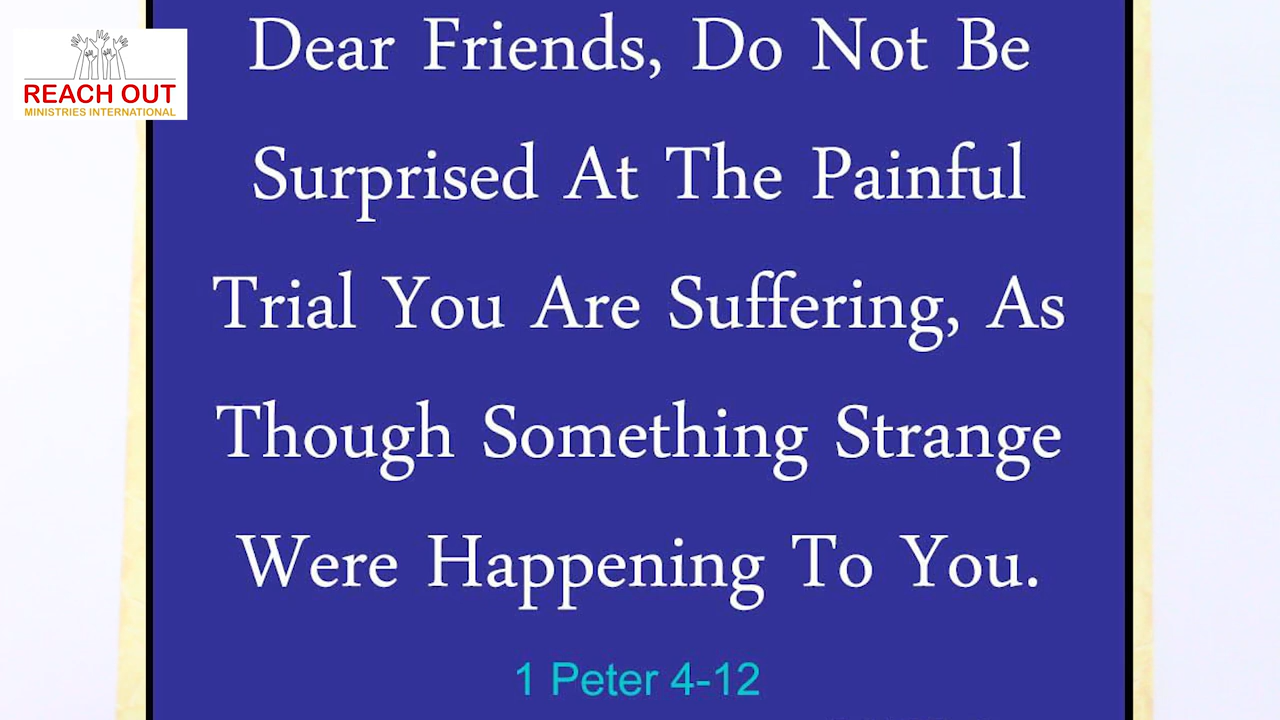 REACH OUT
MINISTRIES INTERNATIONAL
Dear Friends, Do Not Be
Surprised At The Painful
Trial You Are Suffering, As
Though Something Strange
Were Happening To You.
1 Peter 4-12